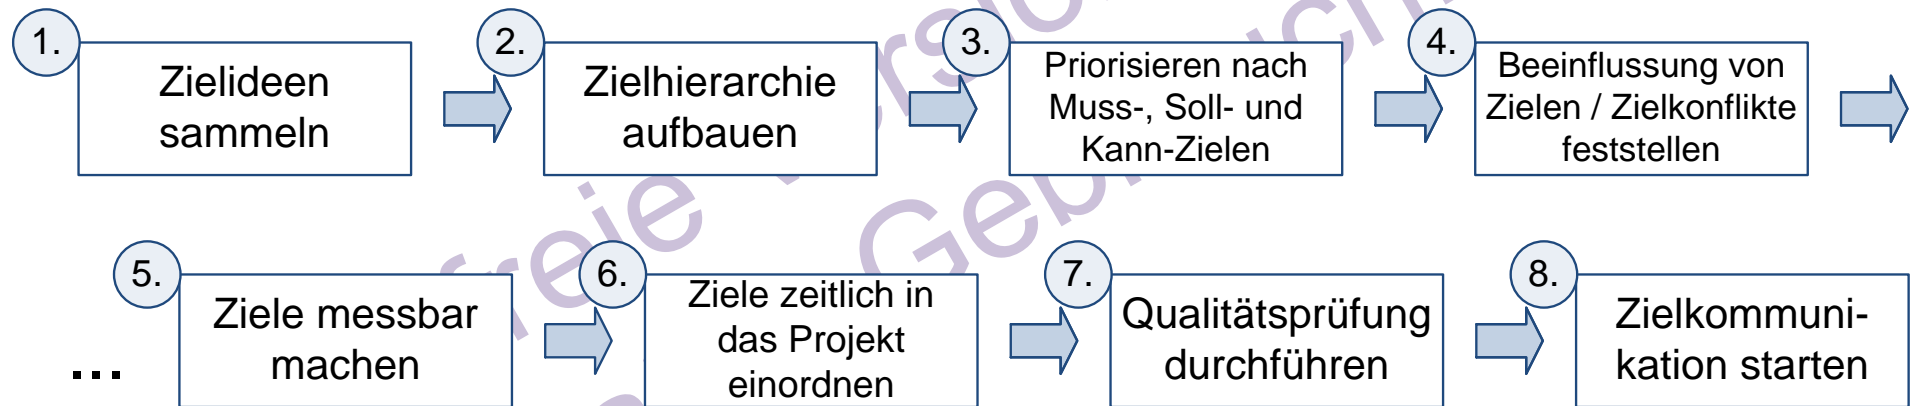 1.
Zielideen
sammeln
2.
Zielhierarchie
aufbauen
3.
Priorisieren nach
Muss-, Soll- und
Kann-Zielen
4.
Beeinflussung von
Zielen / Zielkonflikte
feststellen
...
5.
Ziele messbar
machen
6.
Ziele zeitlich in
das Projekt
einordnen
7.
Qualitätsprüfung
durchführen
8.
Zielkommuni-
kation starten
freie